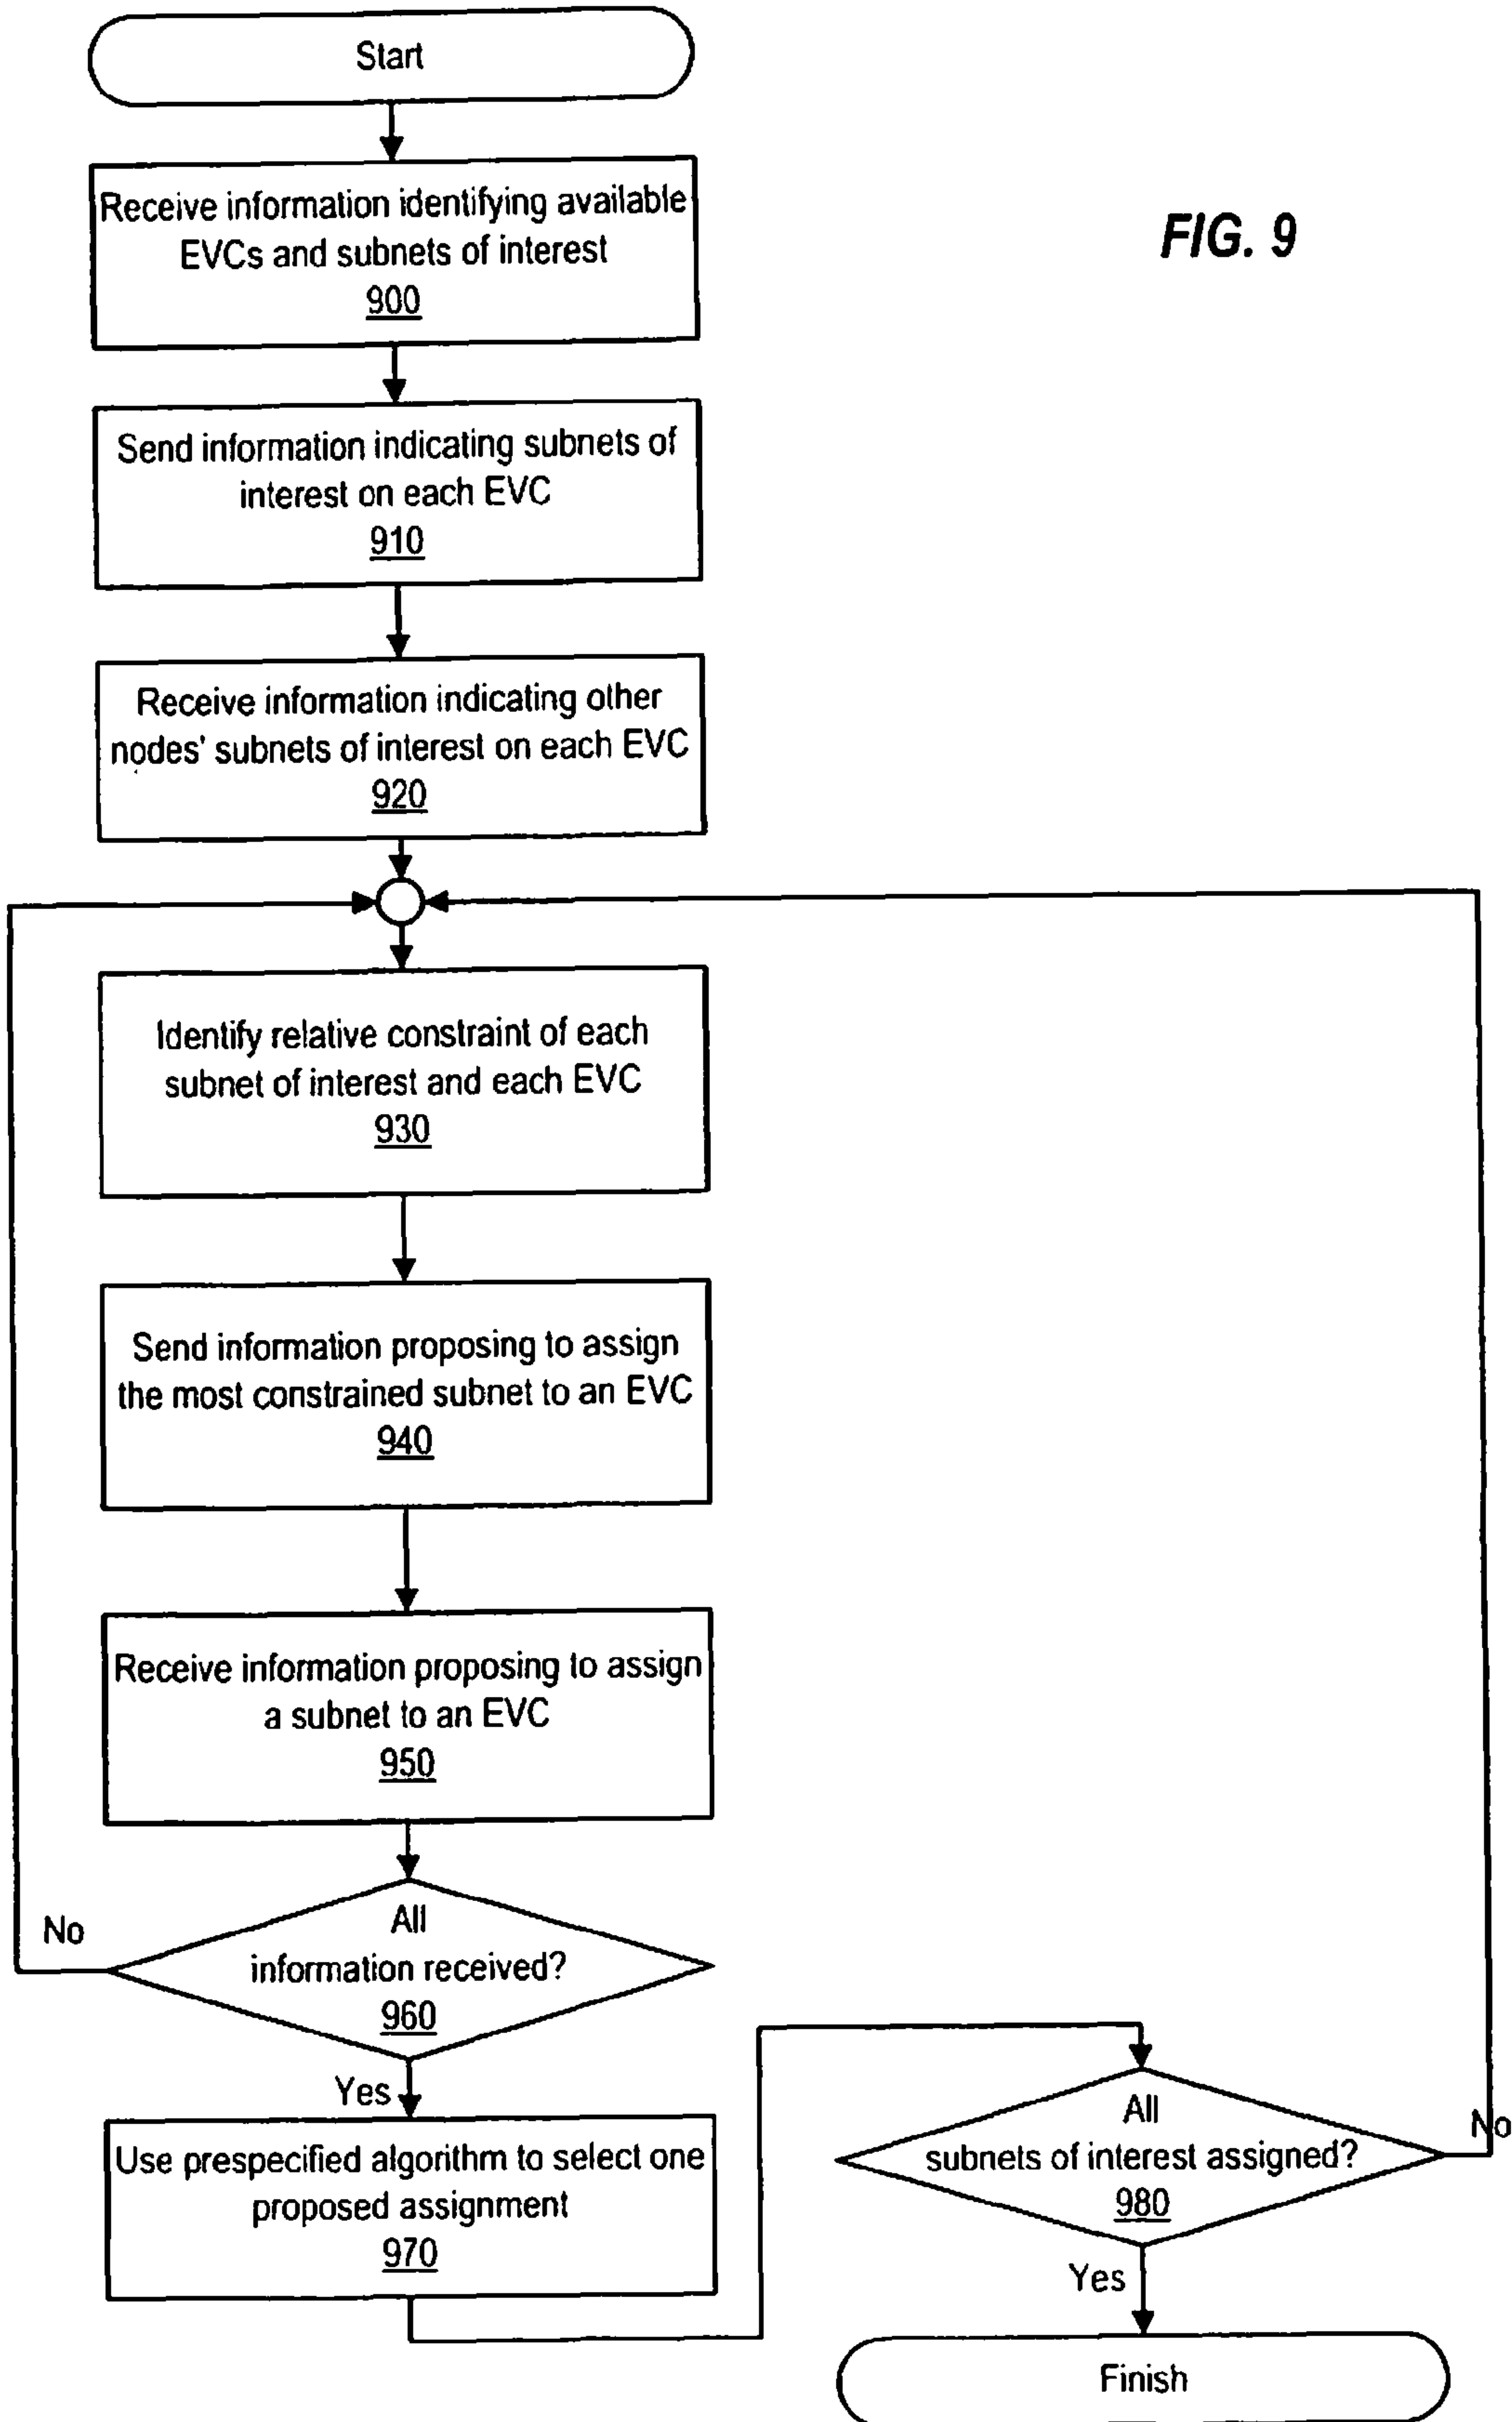 Start
FIG. 9
Receive information identifying available
EVCs and subnets of interest
900
Send information indicating subnets of
interest on each EVC
910
Receive information indicating other
nodes' subnets of interest on each EVC
920
Identify relative constraint of each
subnet of interest and each EVC
930
Send information proposing to assign
the most constrained subnet to an EVC
940
Receive information proposing to assign
a subnet to an EVC
950
No
All
information received?
960
Yes
Use prespecified algorithm to select one
proposed assignment
970
All
subnets of interest assigned?
980
No
Yes
Finish